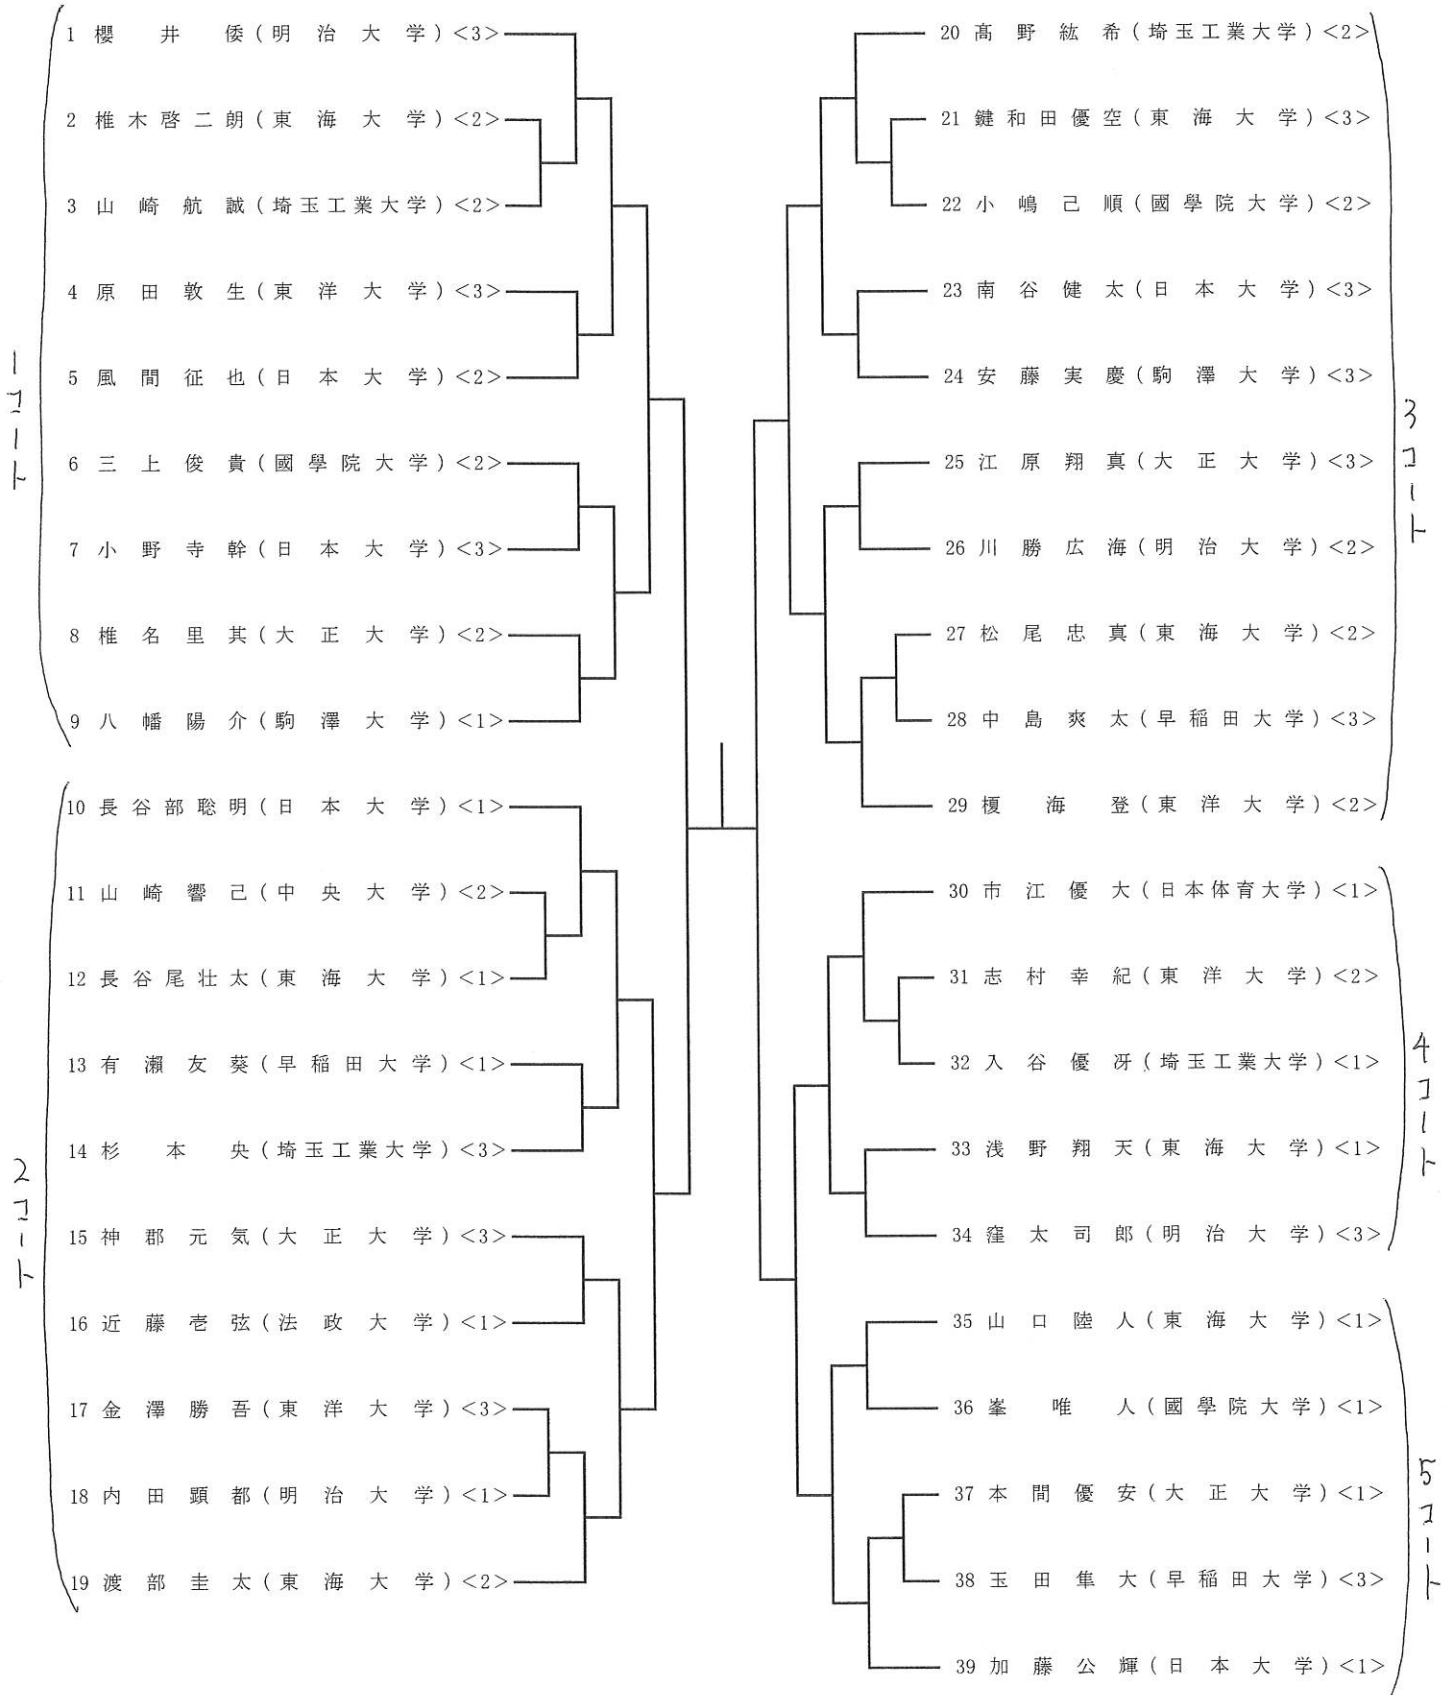 1コート
1 櫻井倭(明治大学)<3>
2 椎木啓二朗(東海大学)<2>
3 山崎航誠(埼玉工業大学)<2>
4 原田敦生(東洋大学)<3>
5 風間征也(日本大学)<2>
6 三上俊貴(國學院大学)<2>
7 小野寺幹(日本大学)<3>
8 椎名里其(大正大学)<2>
9 八幡陽介(駒澤大学)<1>
2コート
10 長谷部聡明(日本大学)<1>
11 山崎響己(中央大学)<2>
12 長谷尾壮太(東海大学)<1>
13 有瀬友葵(早稲田大学)<1>
14 杉本央(埼玉工業大学)<3>
15 神郡元気(大正大学)<3>
16 近藤壱弦(法政大学)<1>
17 金澤勝吾(東洋大学)<3>
18 内田顕都(明治大学)<1>
19 渡部圭太(東海大学)<2>
3コート
20 髙野紘希(埼玉工業大学)<2>
21 鍵和田優空(東海大学)<3>
22 小嶋己順(國學院大学)<2>
23 南谷健太(日本大学)<3>
24 安藤実慶(駒澤大学)<3>
25 江原翔真(大正大学)<3>
26 川勝広海(明治大学)<2>
27 松尾忠真(東海大学)<2>
28 中島爽太(早稲田大学)<3>
29 榎海登(東洋大学)<2>
4コート
30 市江優大(日本体育大学)<1>
31 志村幸紀(東洋大学)<2>
32 入谷優冴(埼玉工業大学)<1>
33 浅野翔天(東海大学)<1>
34 窪太司郎(明治大学)<3>
5コート
35 山口陸人(東海大学)<1>
36 峯唯人(國學院大学)<1>
37 本間優安(大正大学)<1>
38 玉田隼大(早稲田大学)<3>
39 加藤公輝(日本大学)<1>